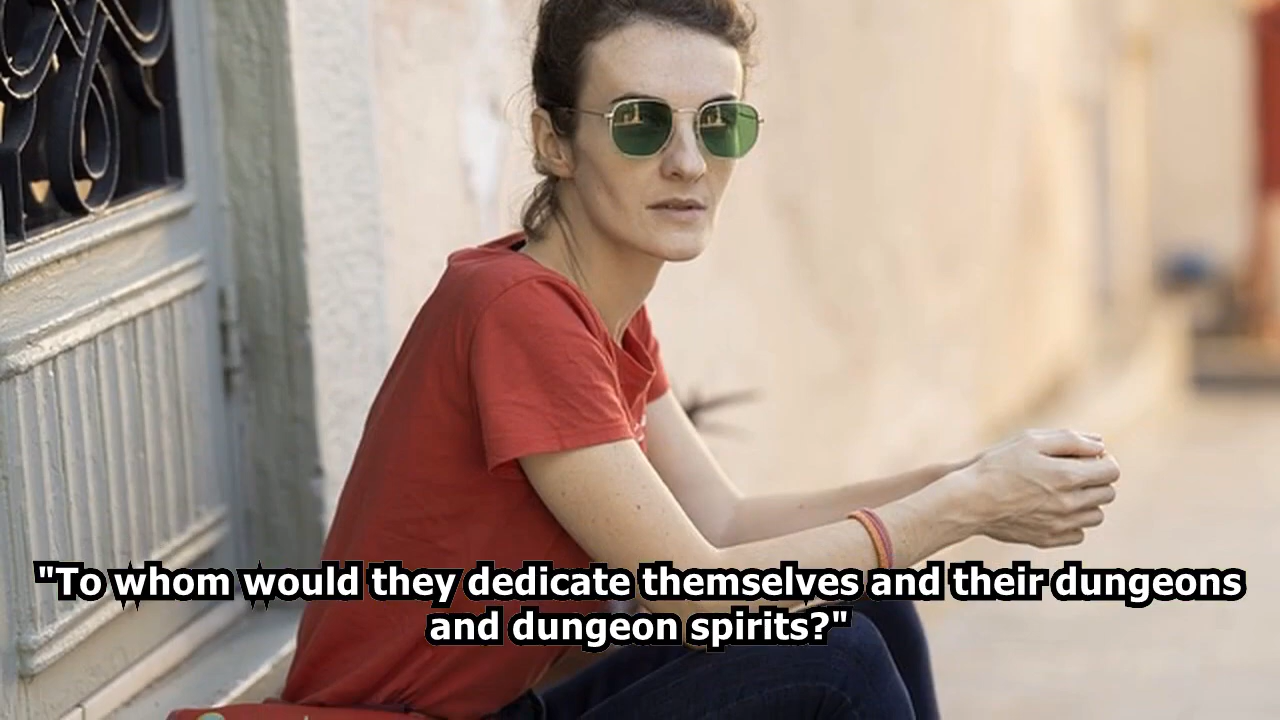 "To whom would they dedicate themselves and their dungeons
and dungeon spirits?"